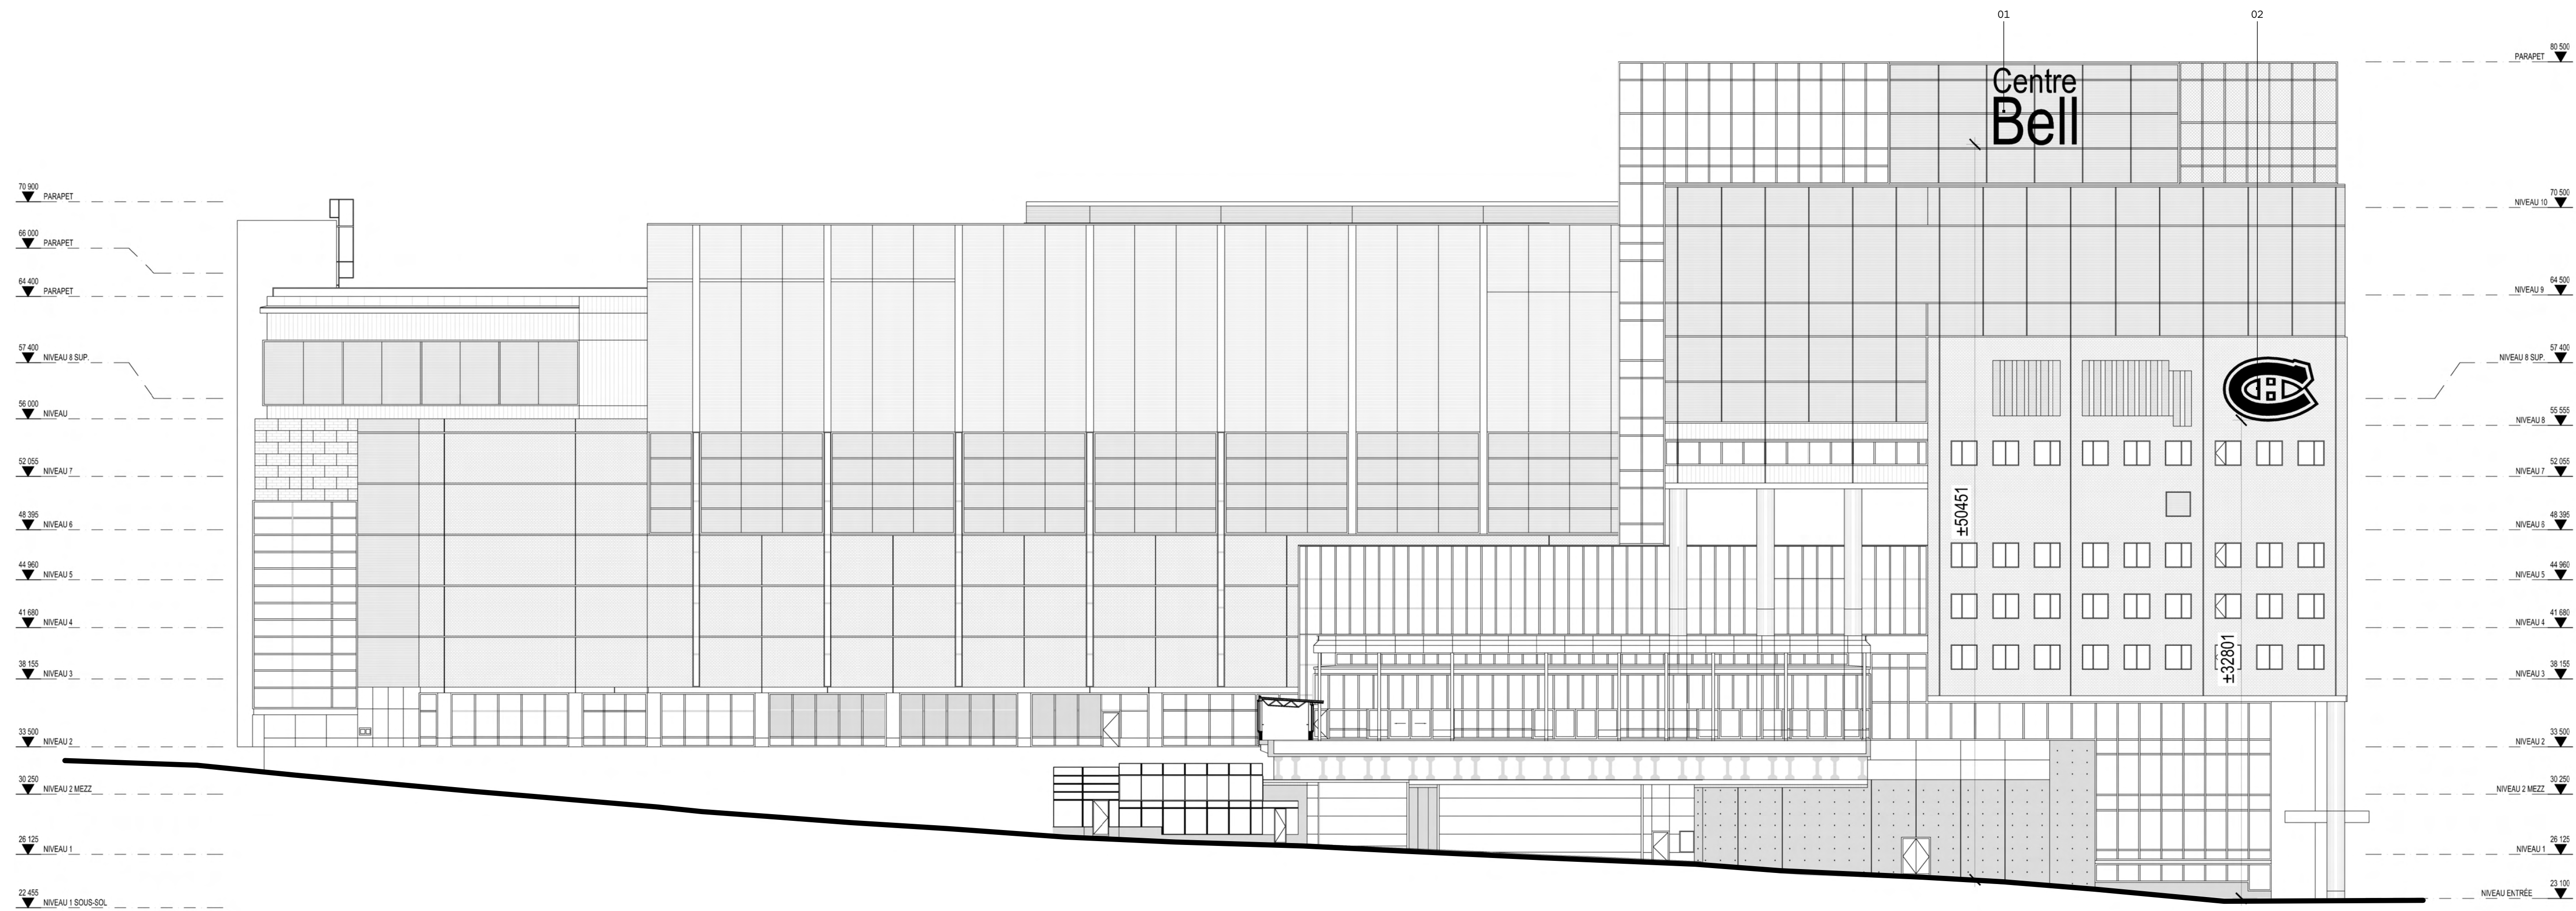 01
02
80 500
PARAPET
Centre
Bell
70 900
PARAPET
70 500
NIVEAU 10
66 000
PARAPET
64 400
PARAPET
64 500
NIVEAU 9
57 400
NIVEAU 8 SUP.
57 400
NIVEAU 8 SUP.
56 000
NIVEAU
55 555
NIVEAU 8
52 055
NIVEAU 7
52 055
NIVEAU 7
±50451
48 395
NIVEAU 6
48 395
NIVEAU 6
44 960
NIVEAU 5
44 960
NIVEAU 5
41 680
NIVEAU 4
41 680
NIVEAU 4
±32801
38 155
NIVEAU 3
38 155
NIVEAU 3
33 500
NIVEAU 2
33 500
NIVEAU 2
30 250
NIVEAU 2 MEZZ
30 250
NIVEAU 2 MEZZ
26 125
NIVEAU 1
26 125
NIVEAU 1
22 455
NIVEAU 1 SOUS-SOL
23 100
NIVEAU ENTRÉE